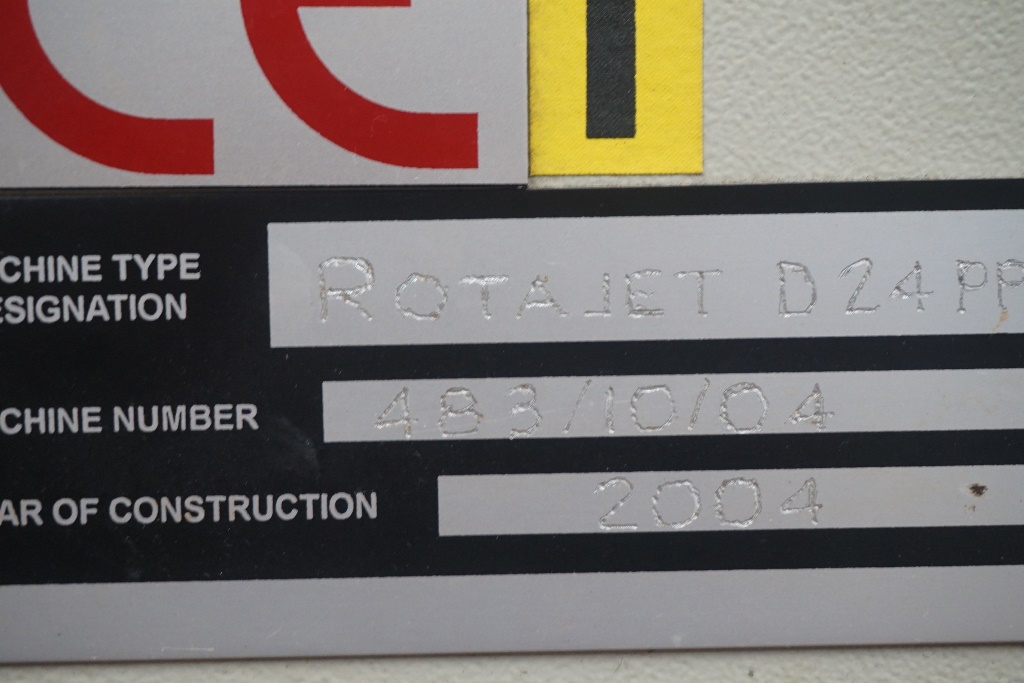 CE
CHINE TYPE
ESIGNATION
ROTAJET D24PP
CHINE NUMBER
483/10/04
AR OF CONSTRUCTION
2004